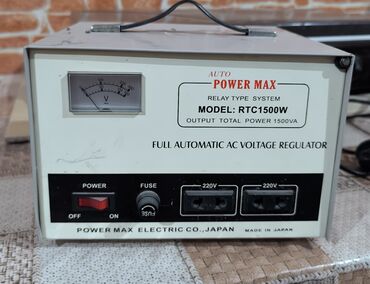 AUTO
POWER MAX
RELAY TYPE SYSTEM
MODEL: RTC1500W
OUTPUT TOTAL POWER 1500VA
V
FULL AUTOMATIC AC VOLTAGE REGULATOR
POWER
FUSE
220V
220V
OFF
ON
FUSE
POWER MAX ELECTRIC CO., JAPAN
MADE IN JAPAN